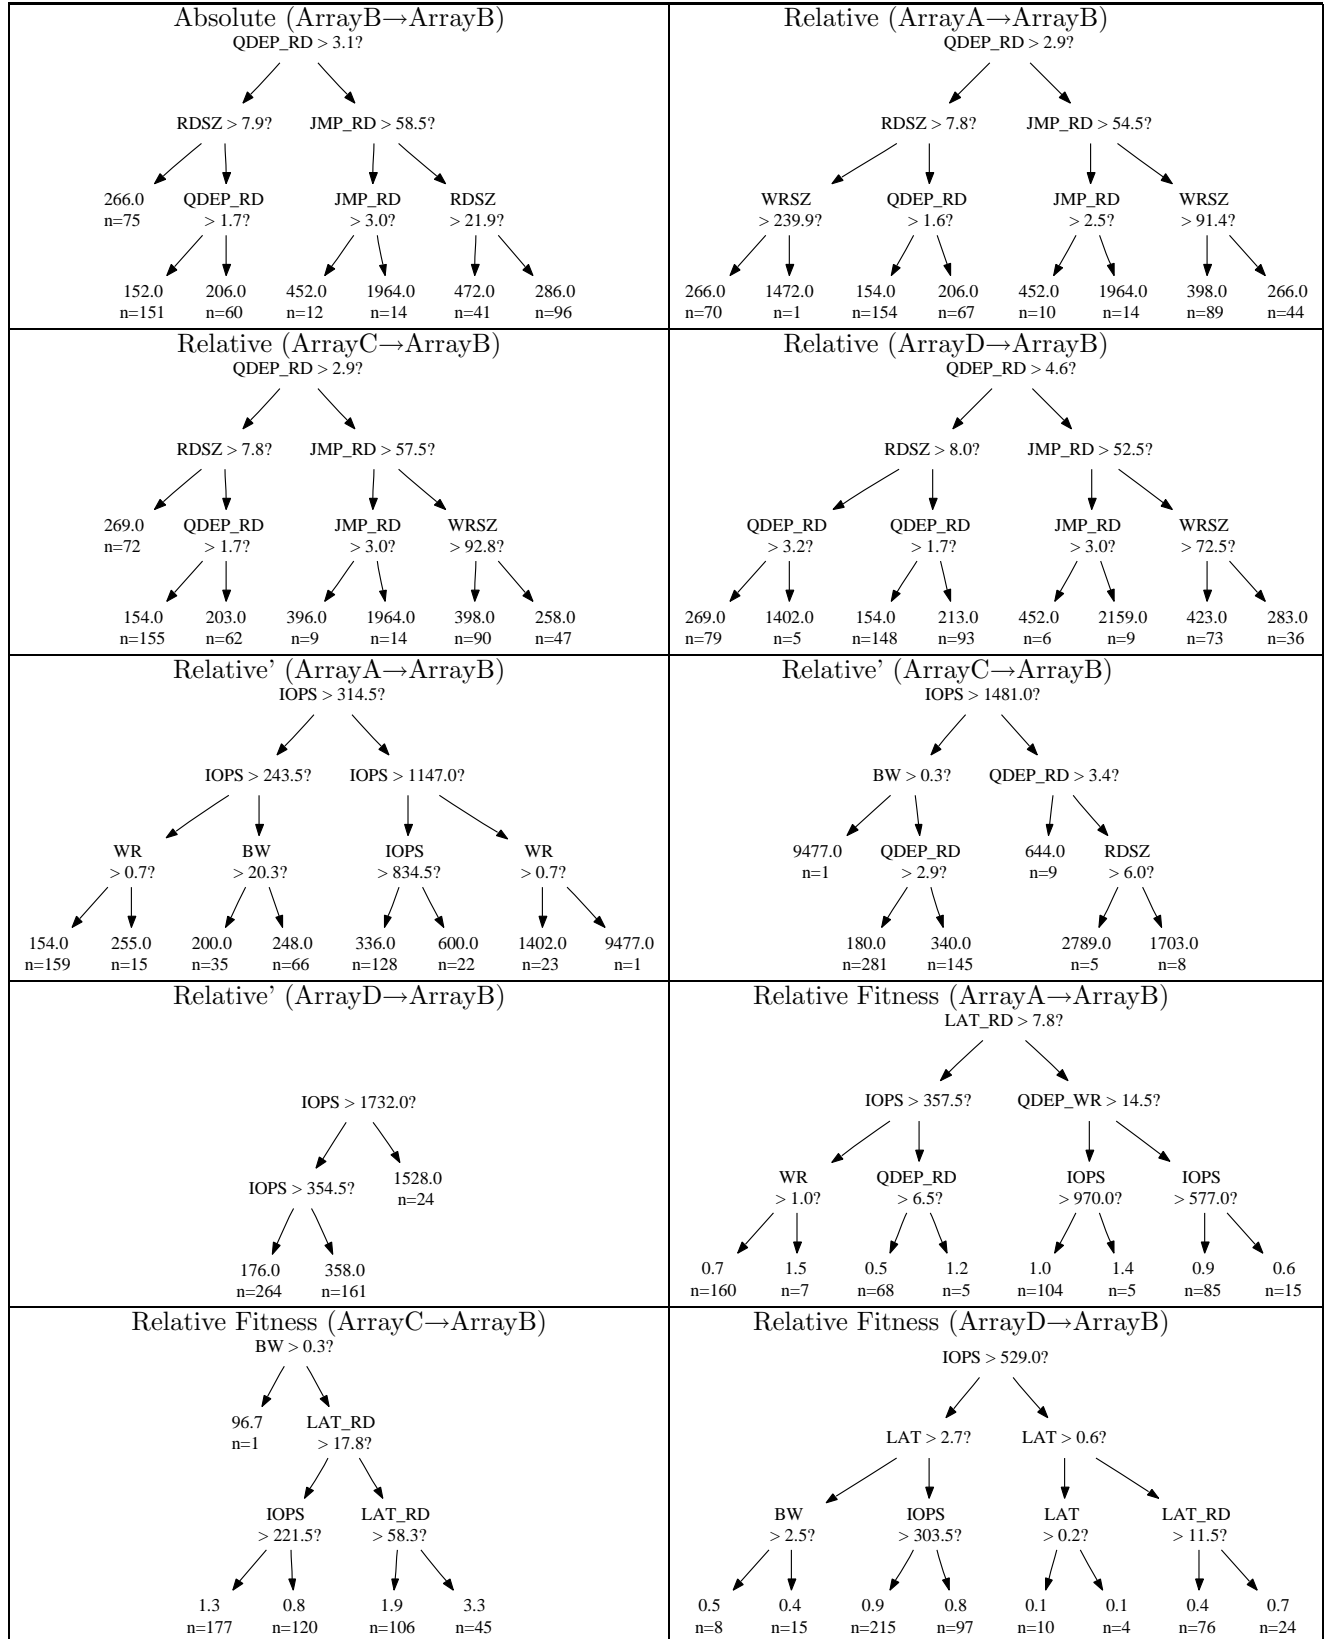 Absolute (ArrayB→ArrayB)
QDEP_RD > 3.1?
RDSZ > 7.9? JMP_RD > 58.5?
266.0 QDEP_RD JMP_RD RDSZ
n=75 > 1.7? > 3.0? > 21.9?
152.0 206.0 452.0 1964.0 472.0 286.0
n=151 n=60 n=12 n=14 n=41 n=96
Relative (ArrayA→ArrayB)
QDEP_RD > 2.9?
RDSZ > 7.8? JMP_RD > 54.5?
WRSZ QDEP_RD JMP_RD WRSZ
> 239.9? > 1.6? > 2.5? > 91.4?
266.0 1472.0 154.0 206.0 452.0 1964.0 398.0 266.0
n=70 n=1 n=154 n=67 n=10 n=14 n=89 n=44
Relative (ArrayC→ArrayB)
QDEP_RD > 2.9?
RDSZ > 7.8? JMP_RD > 57.5?
269.0 QDEP_RD JMP_RD WRSZ
n=72 > 1.7? > 3.0? > 92.8?
154.0 203.0 396.0 1964.0 398.0 258.0
n=155 n=62 n=9 n=14 n=90 n=47
Relative (ArrayD→ArrayB)
QDEP_RD > 4.6?
RDSZ > 8.0? JMP_RD > 52.5?
QDEP_RD QDEP_RD JMP_RD WRSZ
> 3.2? > 1.7? > 3.0? > 72.5?
269.0 1402.0 154.0 213.0 452.0 2159.0 423.0 283.0
n=79 n=5 n=148 n=93 n=6 n=9 n=73 n=36
Relative' (ArrayA→ArrayB)
IOPS > 314.5?
IOPS > 243.5? IOPS > 1147.0?
WR BW IOPS WR
> 0.7? > 20.3? > 834.5? > 0.7?
154.0 255.0 200.0 248.0 336.0 600.0 1402.0 9477.0
n=159 n=15 n=35 n=66 n=128 n=22 n=23 n=1
Relative' (ArrayC→ArrayB)
IOPS > 1481.0?
BW > 0.3? QDEP_RD > 3.4?
9477.0 QDEP_RD 644.0 RDSZ
n=1 > 2.9? n=9 > 6.0?
180.0 340.0 2789.0 1703.0
n=281 n=145 n=5 n=8
Relative' (ArrayD→ArrayB)
IOPS > 1732.0?
IOPS > 354.5? 1528.0
n=24
176.0 358.0
n=264 n=161
Relative Fitness (ArrayA→ArrayB)
LAT_RD > 7.8?
IOPS > 357.5? QDEP_WR > 14.5?
WR QDEP_RD IOPS IOPS
> 1.0? > 6.5? > 970.0? > 577.0?
0.7 1.5 0.5 1.2 1.0 1.4 0.9 0.6
n=160 n=7 n=68 n=5 n=104 n=5 n=85 n=15
Relative Fitness (ArrayC→ArrayB)
BW > 0.3?
96.7 LAT_RD
n=1 > 17.8?
IOPS LAT_RD
> 221.5? > 58.3?
1.3 0.8 1.9 3.3
n=177 n=120 n=106 n=45
Relative Fitness (ArrayD→ArrayB)
IOPS > 529.0?
LAT > 2.7? LAT > 0.6?
BW IOPS LAT LAT_RD
> 2.5? > 303.5? > 0.2? > 11.5?
0.5 0.4 0.9 0.8 0.1 0.1 0.4 0.7
n=8 n=15 n=215 n=97 n=10 n=4 n=76 n=24